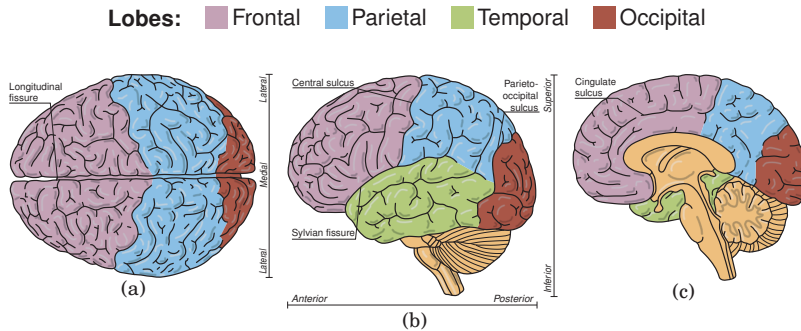 Lobes: Frontal Parietal Temporal Occipital
Longitudinal
fissure
Lateral
Medial
Lateral
(a)
Central sulcus
Parieto-
occipital
sulcus
Sylvian fissure
Superior
Inferior
Anterior
Posterior
(b)
Cingulate
sulcus
(c)